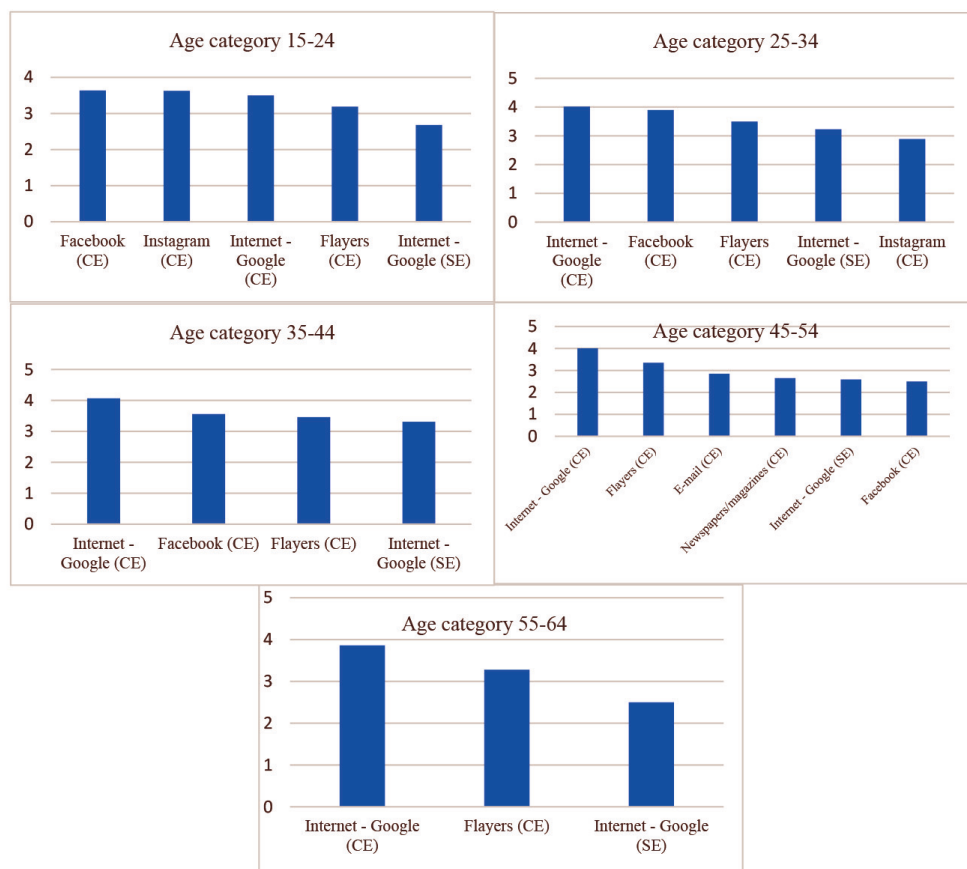 Age category 15-24
4
3
2
1
0
Facebook
(CE)
Instagram
(CE)
Internet -
Google
(CE)
Flayers
(CE)
Internet -
Google (SE)
Age category 25-34
5
4
3
2
1
0
Internet -
Google
(CE)
Facebook
(CE)
Flayers
(CE)
Internet -
Google (SE)
Instagram
(CE)
Age category 35-44
5
4
3
2
1
0
Internet -
Google (CE)
Facebook (CE)
Flayers (CE)
Internet -
Google (SE)
Age category 45-54
5
4
3
2
1
0
Internet - Google (CE)
Flayers (CE)
E-mail (CE)
Newspapers/magazines (CE)
Internet - Google (SE)
Facebook (CE)
Age category 55-64
5
4
3
2
1
0
Internet - Google
(CE)
Flayers (CE)
Internet - Google
(SE)